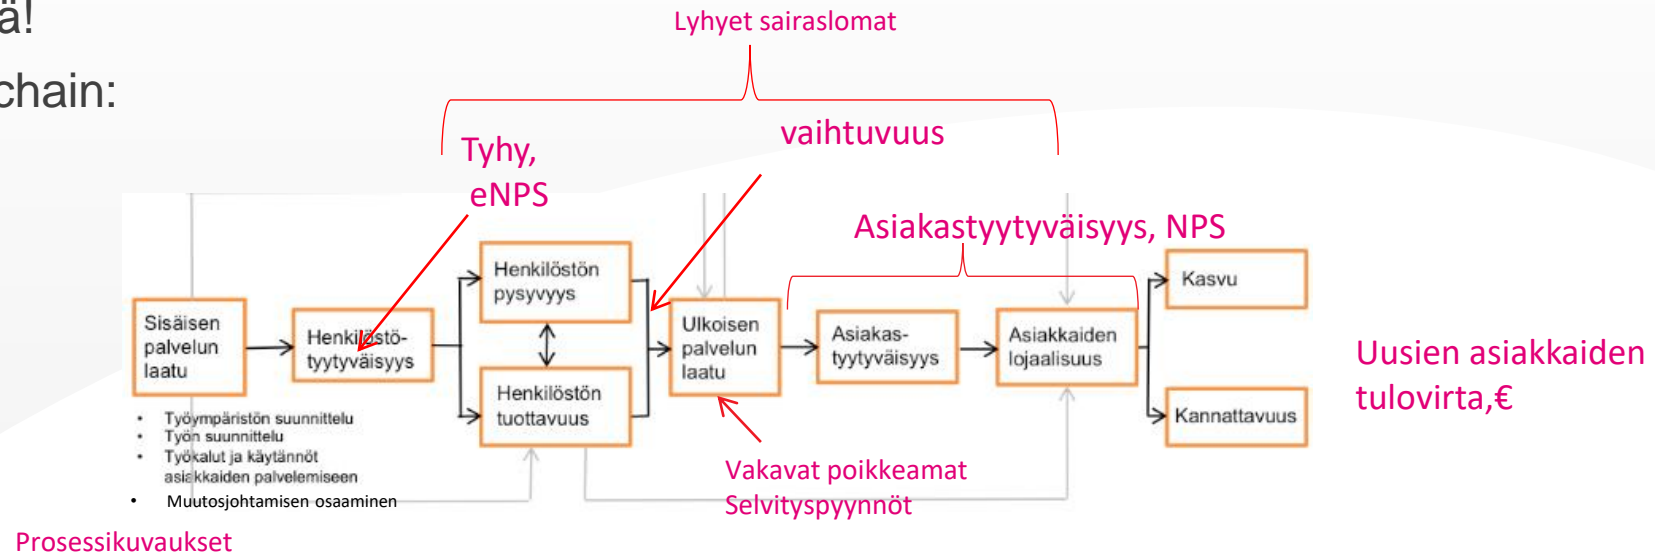 ä!
Lyhyet sairaslomat
chain:
Tyhy,
eNPS
vaihtuvuus
Asiakastyytyväisyys, NPS
Sisäisen
palvelun
laatu
Henkilöstö-
tyytyväisyys
Henkilöstön
pysyvyys
Henkilöstön
tuottavuus
Ulkoisen
palvelun
laatu
Asiakas-
tyytyväisyys
Asiakkaiden
lojaalisuus
Kasvu
Kannattavuus
Uusien asiakkaiden
tulovirta,€
• Työympäristön suunnittelu
• Työn suunnittelu
• Työkalut ja käytännöt
asiakkaiden palvelemiseen
• Muutosjohtamisen osaaminen
Vakavat poikkeamat
Selvityspyynnöt
Prosessikuvaukset